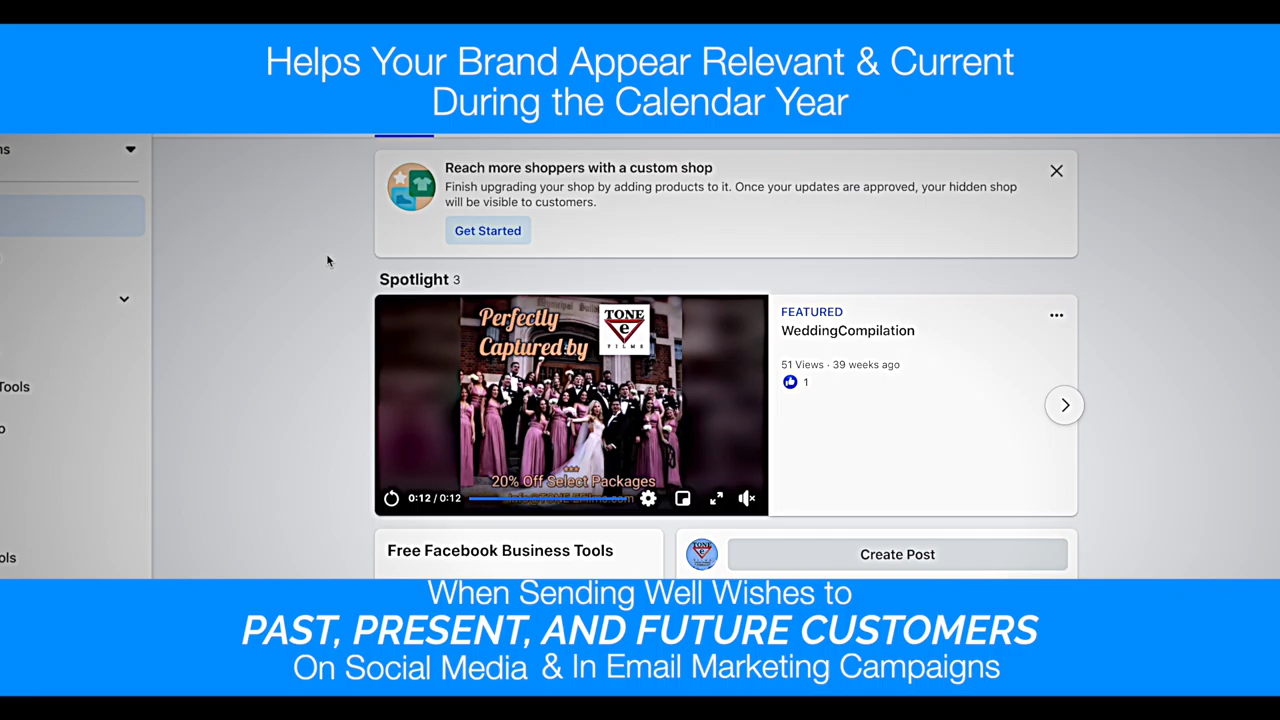 Helps Your Brand Appear Relevant & Current
During the Calendar Year
ns
Reach more shoppers with a custom shop
Finish upgrading your shop by adding products to it. Once your updates are approved, your hidden shop
will be visible to customers.
Get Started
Spotlight 3
Perfectly
Captured by
TONE
e
FILMS
20% Off Select Packages
0:12 / 0:12
FEATURED
WeddingCompilation
51 Views · 39 weeks ago
1
Tools
o
ols
Free Facebook Business Tools
Create Post
When Sending Well Wishes to
PAST, PRESENT, AND FUTURE CUSTOMERS
On Social Media & In Email Marketing Campaigns